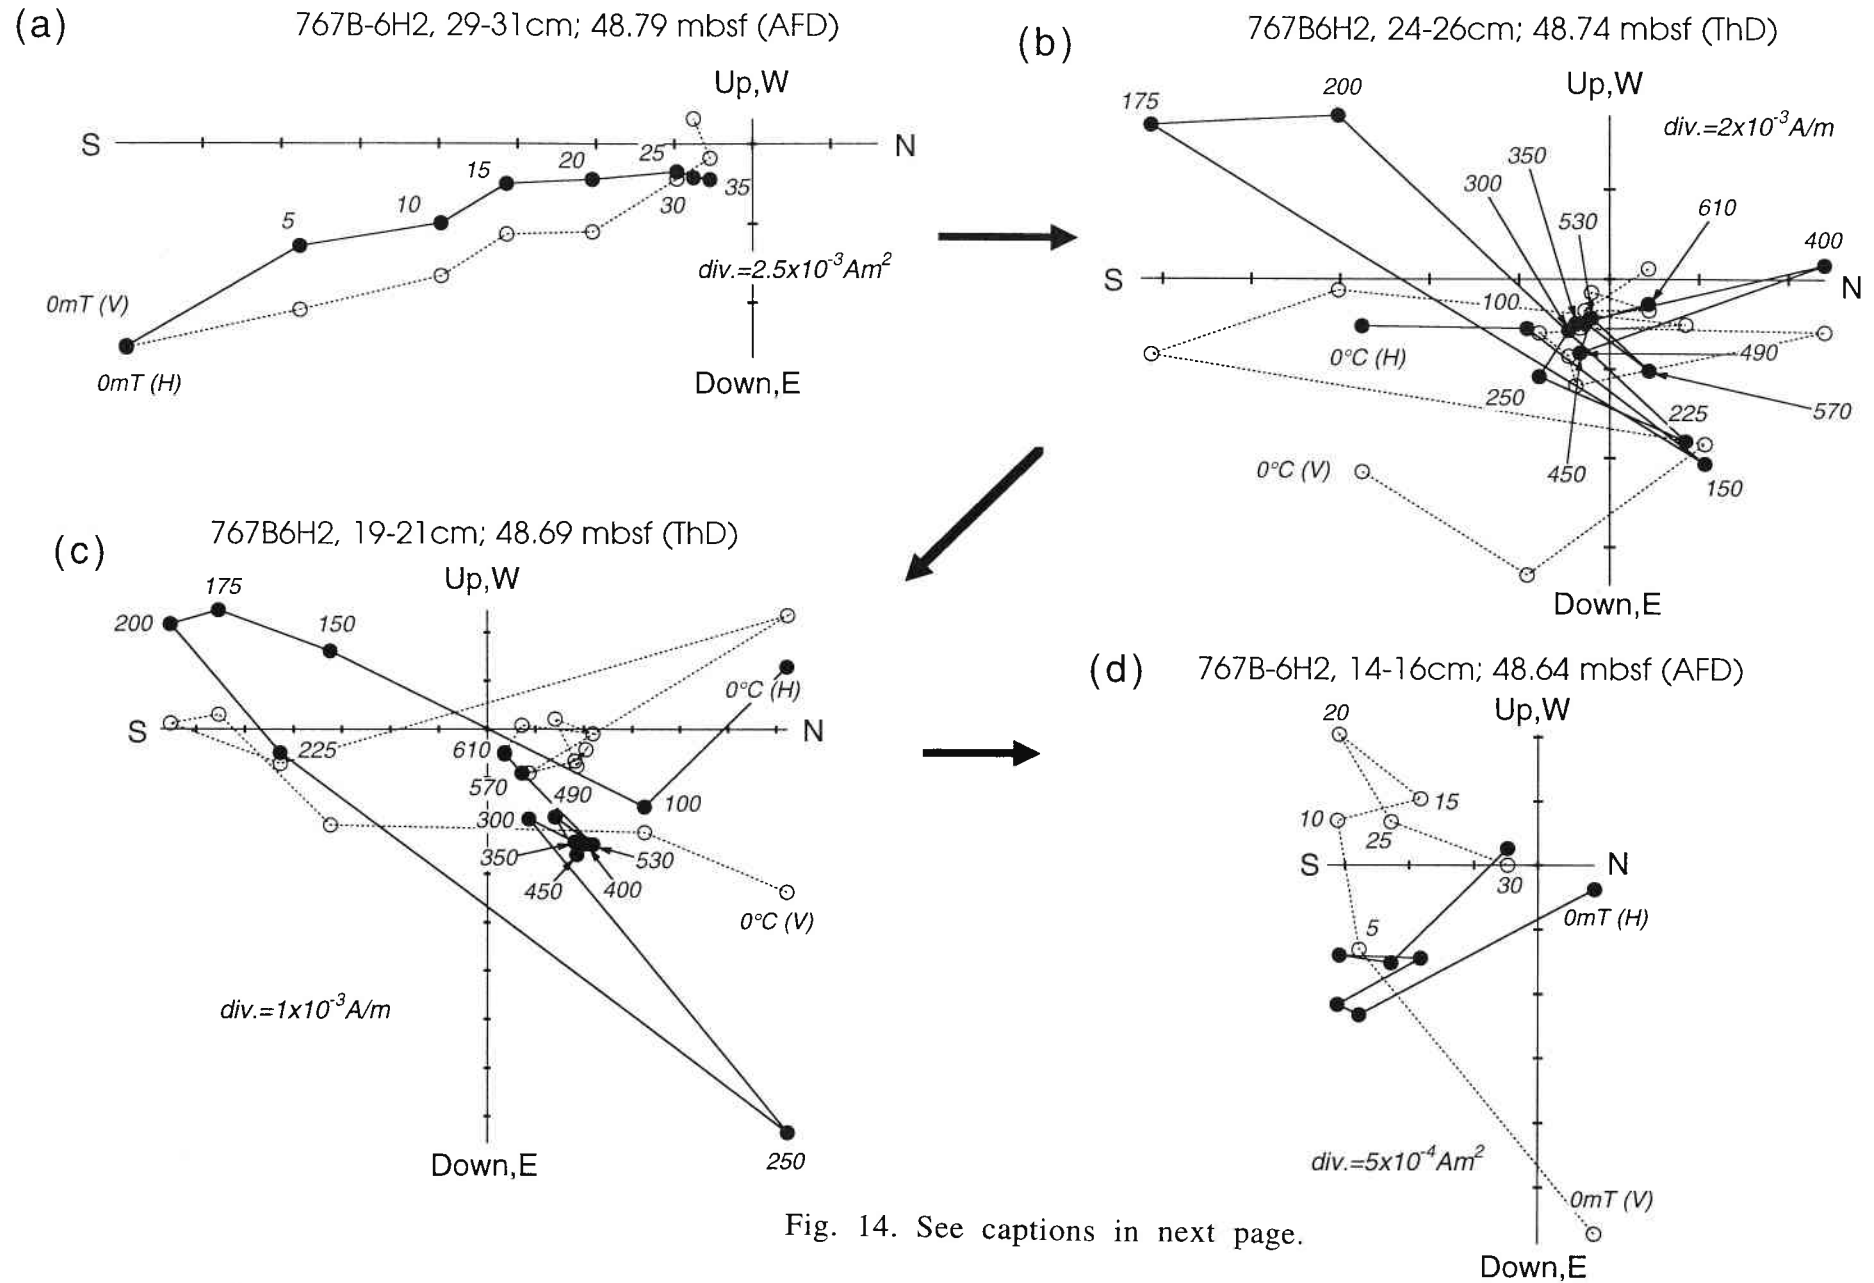 (a)
767B-6H2, 29-31cm; 48.79 mbsf (AFD)
Up,W
S
N
25
20
15
10
5
35
30
div.=2.5x10⁻³Am²
0mT (V)
0mT (H)
Down,E
(b)
767B6H2, 24-26cm; 48.74 mbsf (ThD)
Up,W
200
175
div.=2x10⁻³A/m
350
300
530
610
400
S
N
100
0°C (H)
490
250
225
570
0°C (V)
450
150
Down,E
(c)
767B6H2, 19-21cm; 48.69 mbsf (ThD)
Up,W
175
200
150
0°C (H)
S
N
225
610
570
490
100
300
350
530
450
400
0°C (V)
div.=1x10⁻³A/m
Down,E
250
(d)
767B-6H2, 14-16cm; 48.64 mbsf (AFD)
Up,W
20
15
10
25
S
N
30
0mT (H)
5
div.=5x10⁻⁴Am²
0mT (V)
Down,E
Fig. 14. See captions in next page.